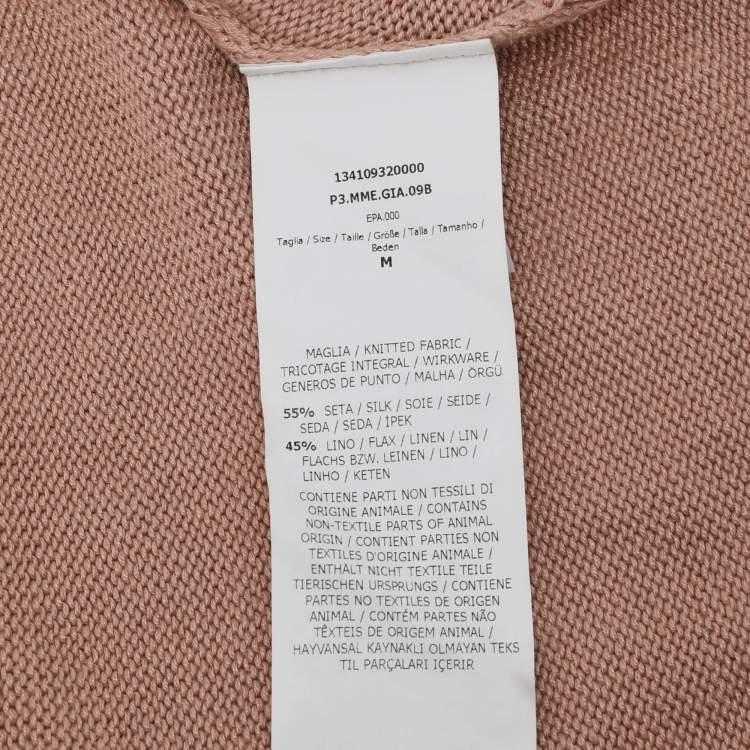 134109320000
P3.MME.GIA.09B
EPA.000
Taglia / Size / Taille / Größe / Talla / Tamanho /
Beden
M
MAGLIA / KNITTED FABRIC /
TRICOTAGE INTEGRAL / WIRKWARE /
GENEROS DE PUNTO / MALHA / ÖRGÜ
55% SETA / SILK / SOIE / SEIDE /
SEDA / SEDA / İPEK
45% LINO / FLAX / LINEN / LIN /
FLACHS BZW. LEINEN / LINO /
LINHO / KETEN
CONTIENE PARTI NON TESSILI DI
ORIGINE ANIMALE / CONTAINS
NON-TEXTILE PARTS OF ANIMAL
ORIGIN / CONTIENT PARTIES NON
TEXTILES D'ORIGINE ANIMALE /
ENTHÄLT NICHT TEXTILE TEILE
TIERISCHEN URSPRUNGS / CONTIENE
PARTES NO TEXTILES DE ORIGEN
ANIMAL / CONTÉM PARTES NÃO
TÊXTEIS DE ORIGEM ANIMAL /
HAYVANSAL KAYNAKLI OLMAYAN TEKS
TIL PARÇALARI İÇERIR